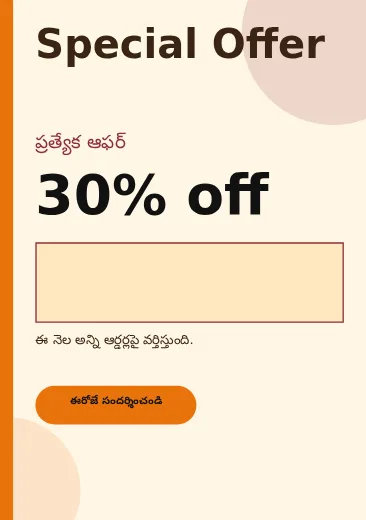 Special Offer
ప్రత్యేక ఆఫర్
30% off
ఈ నెల అన్ని ఆర్డర్లపై వర్తిస్తుంది.
ఈరోజే సందర్శించండి